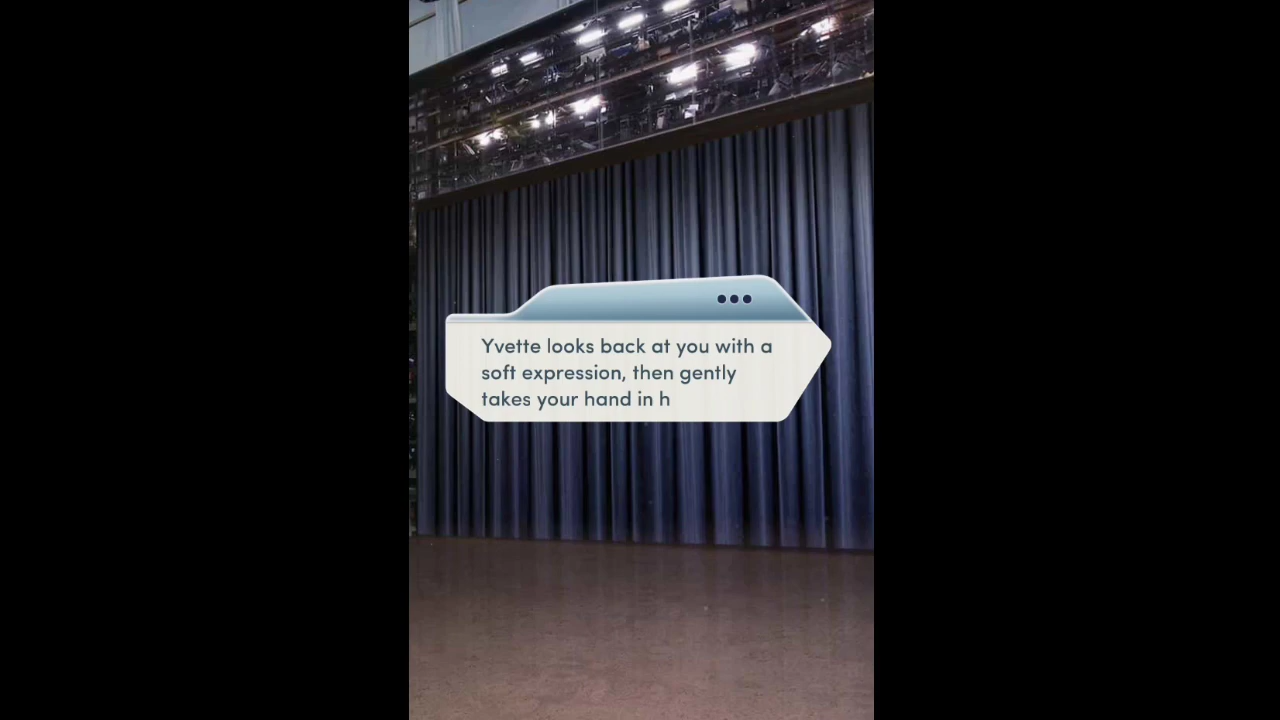 Yvette looks back at you with a
soft expression, then gently
takes your hand in h